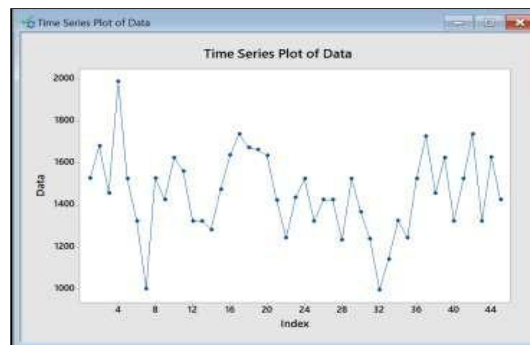 Time Series Plot of Data
Time Series Plot of Data
2000
1800
1600
1400
1200
1000
Data
4 8 12 16 20 24 28 32 36 40 44
Index